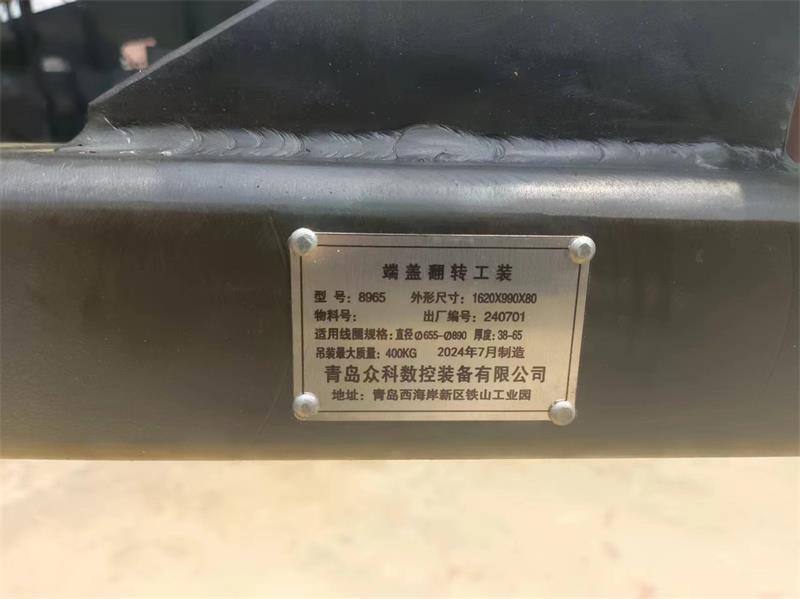 端盖翻转工装
型号：8965 外形尺寸：1620X990X80
物料号： 出厂编号：240701
适用线圈规格：直径Ø655-Ø890 厚度：38-65
吊装最大质量：400KG 2024年7月制造
青岛众科数控装备有限公司
地址：青岛西海岸新区铁山工业园